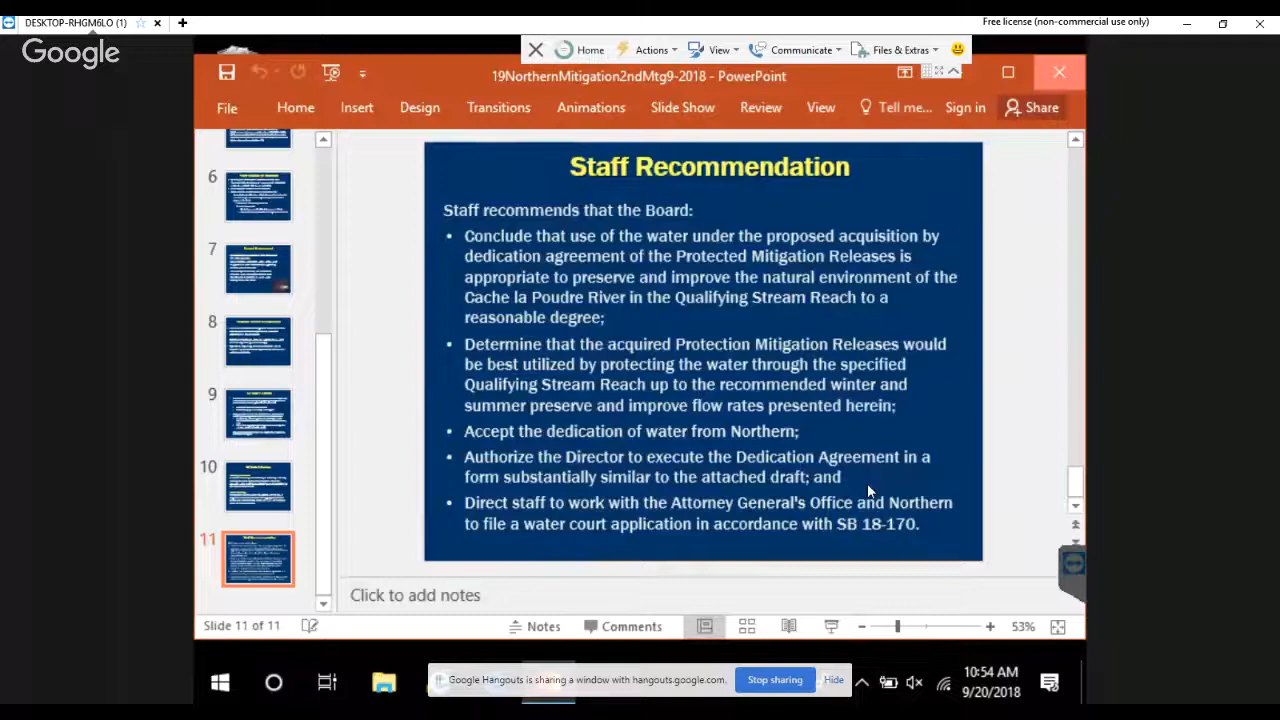 DESKTOP-RHGM6LO (1)
Free license (non-commercial use only)
Google
Home
Actions
View
Communicate
Files & Extras
19NorthernMitigation2ndMtg9-2018 - PowerPoint
File
Home
Insert
Design
Transitions
Animations
Slide Show
Review
View
Tell me...
Sign in
Share
6
7
8
9
10
11
Staff Recommendation
Staff recommends that the Board:
• Conclude that use of the water under the proposed acquisition by
dedication agreement of the Protected Mitigation Releases is
appropriate to preserve and improve the natural environment of the
Cache la Poudre River in the Qualifying Stream Reach to a
reasonable degree;
• Determine that the acquired Protection Mitigation Releases would
be best utilized by protecting the water through the specified
Qualifying Stream Reach up to the recommended winter and
summer preserve and improve flow rates presented herein;
• Accept the dedication of water from Northern;
• Authorize the Director to execute the Dedication Agreement in a
form substantially similar to the attached draft; and
• Direct staff to work with the Attorney General's Office and Northern
to file a water court application in accordance with SB 18-170.
Click to add notes
Slide 11 of 11
Notes
Comments
53%
Google Hangouts is sharing a window with hangouts.google.com.
Stop sharing
Hide
10:54 AM
9/20/2018